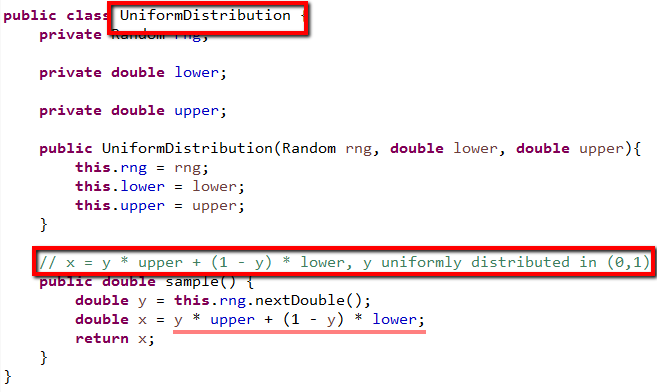 public class UniformDistribution {
private Random rng;
private double lower;
private double upper;
public UniformDistribution(Random rng, double lower, double upper){
this.rng = rng;
this.lower = lower;
this.upper = upper;
}
// x = y * upper + (1 - y) * lower, y uniformly distributed in (0,1)
public double sample() {
double y = this.rng.nextDouble();
double x = y * upper + (1 - y) * lower;
return x;
}
}